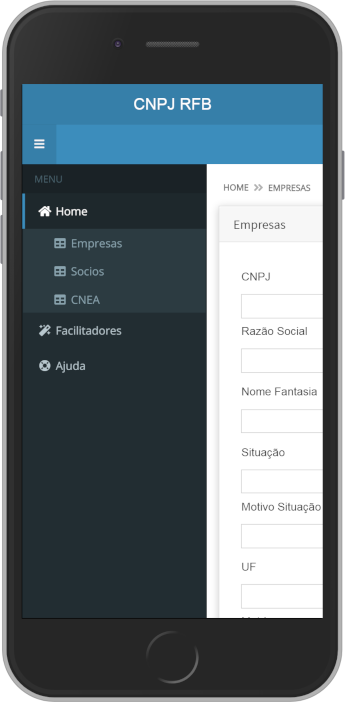 CNPJ RFB
MENU
Home
Empresas
Socios
CNEA
Facilitadores
Ajuda
HOME >> EMPRESAS
Empresas
CNPJ
Razão Social
Nome Fantasia
Situação
Motivo Situação
UF